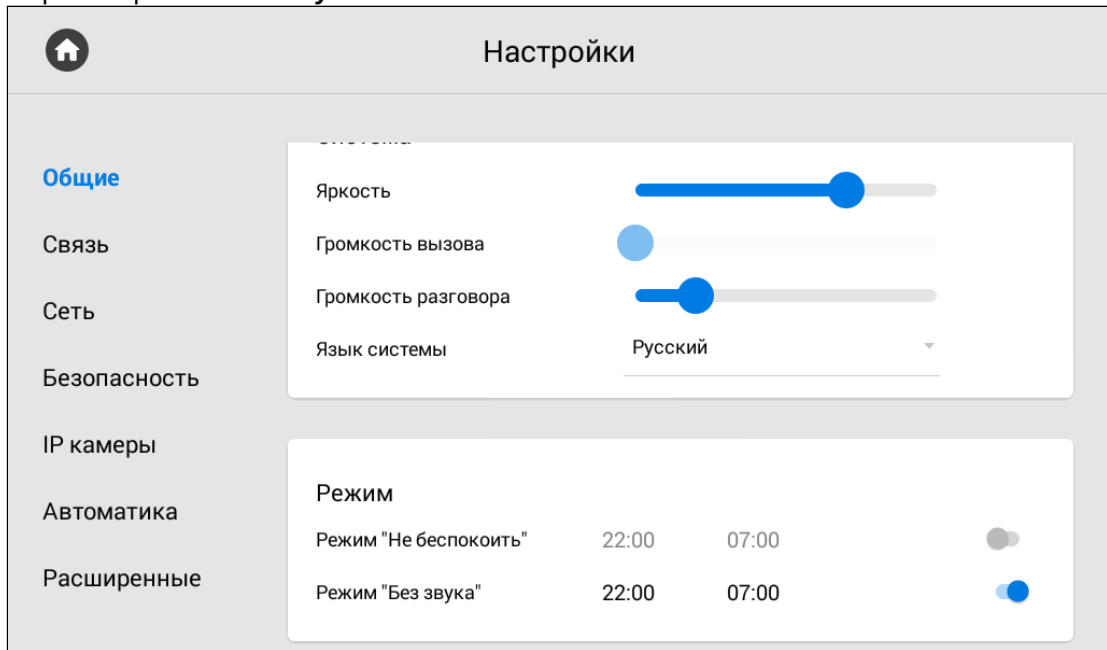 Настройки
Общие
Связь
Сеть
Безопасность
IP камеры
Автоматика
Расширенные
Яркость
Громкость вызова
Громкость разговора
Язык системы Русский
Режим
Режим "Не беспокоить" 22:00 07:00
Режим "Без звука" 22:00 07:00